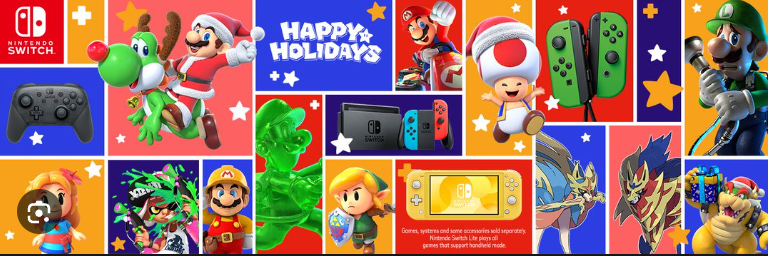 NINTENDO
SWITCH
HAPPY
HOLIDAYS
Games, systems and some accessories sold separately.
Nintendo Switch Lite plays all
games that support handheld mode.